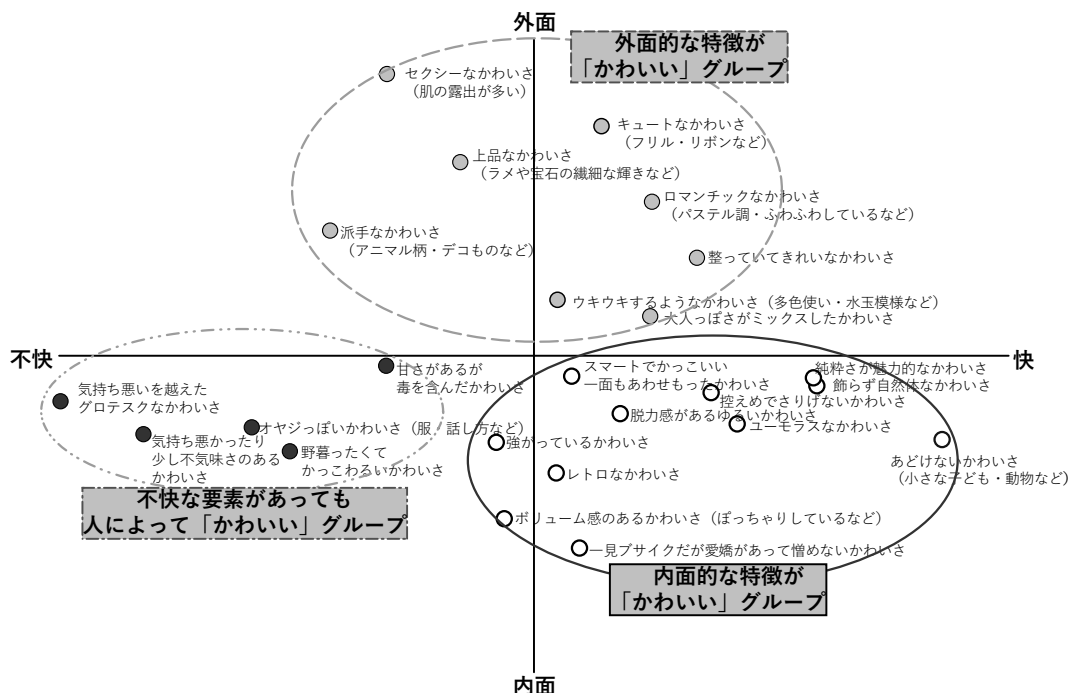 外面
外面的な特徴が
「かわいい」グループ
セクシーなかわいさ
（肌の露出が多い）
キュートなかわいさ
（フリル・リボンなど）
上品なかわいさ
（ラメや宝石の繊細な輝きなど）
ロマンチックなかわいさ
（パステル調・ふわふわしているなど）
派手なかわいさ
（アニマル柄・デコものなど）
整っていてきれいなかわいさ
ウキウキするようなかわいさ（多色使い・水玉模様など）
大人っぽさがミックスしたかわいさ
不快
快
甘さがあるが
毒を含んだかわいさ
スマートでかっこいい
一面もあわせもったかわいさ
純粋さが魅力的なかわいさ
飾らず自然体なかわいさ
気持ち悪いを越えた
グロテスクなかわいさ
控えめでさりげないかわいさ
脱力感があるゆるいかわいさ
ユーモラスなかわいさ
オヤジっぽいかわいさ（服、話し方など）
気持ち悪かったり
少し不気味さのある
かわいさ
野暮ったくて
かっこわるいかわいさ
強がっているかわいさ
あどけないかわいさ
（小さな子ども・動物など）
レトロなかわいさ
不快な要素があっても
人によって「かわいい」グループ
ボリューム感のあるかわいさ（ぽっちゃりしているなど）
一見ブサイクだが愛嬌があって憎めないかわいさ
内面的な特徴が
「かわいい」グループ
内面